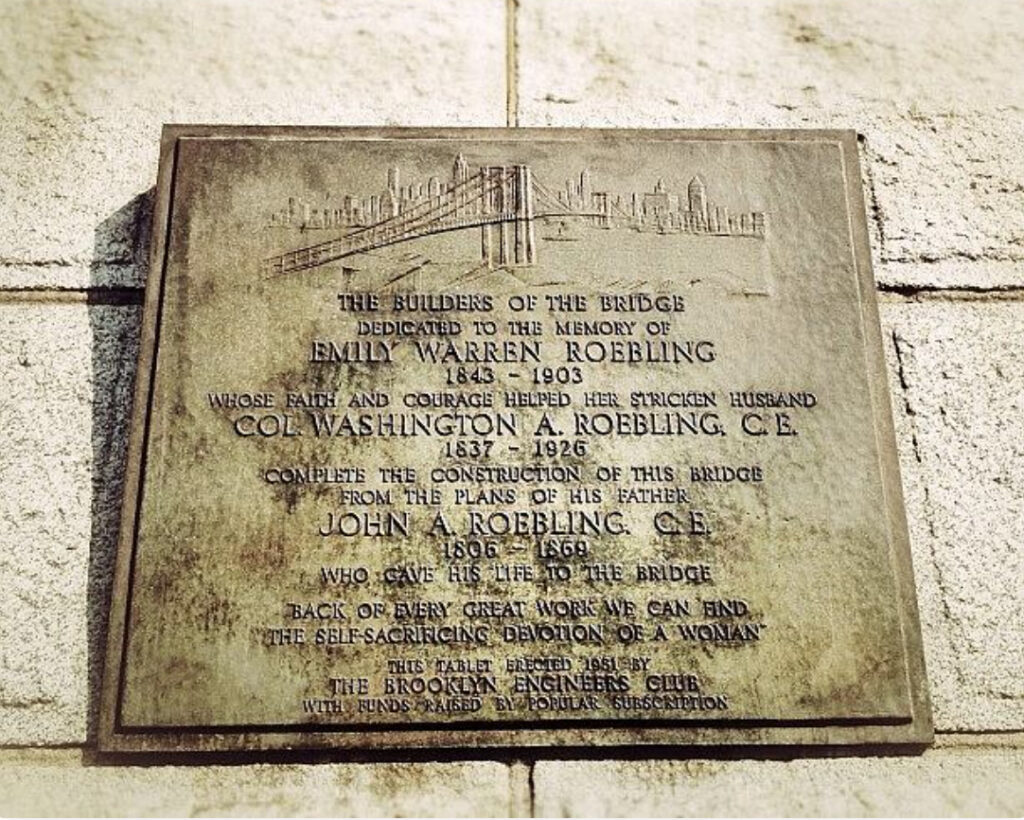 THE BUILDERS OF THE BRIDGE
DEDICATED TO THE MEMORY OF
EMILY WARREN ROEBLING
1843 - 1903
WHOSE FAITH AND COURAGE HELPED HER STRICKEN HUSBAND
COL. WASHINGTON A. ROEBLING, C.E.
1837 - 1926
COMPLETE THE CONSTRUCTION OF THIS BRIDGE
FROM THE PLANS OF HIS FATHER
JOHN A. ROEBLING, C.E.
1806 - 1869
WHO GAVE HIS LIFE TO THE BRIDGE
"BACK OF EVERY GREAT WORK WE CAN FIND
THE SELF-SACRIFICING DEVOTION OF A WOMAN"
THIS TABLET ERECTED 1951 BY
THE BROOKLYN ENGINEERS CLUB
WITH FUNDS RAISED BY POPULAR SUBSCRIPTION